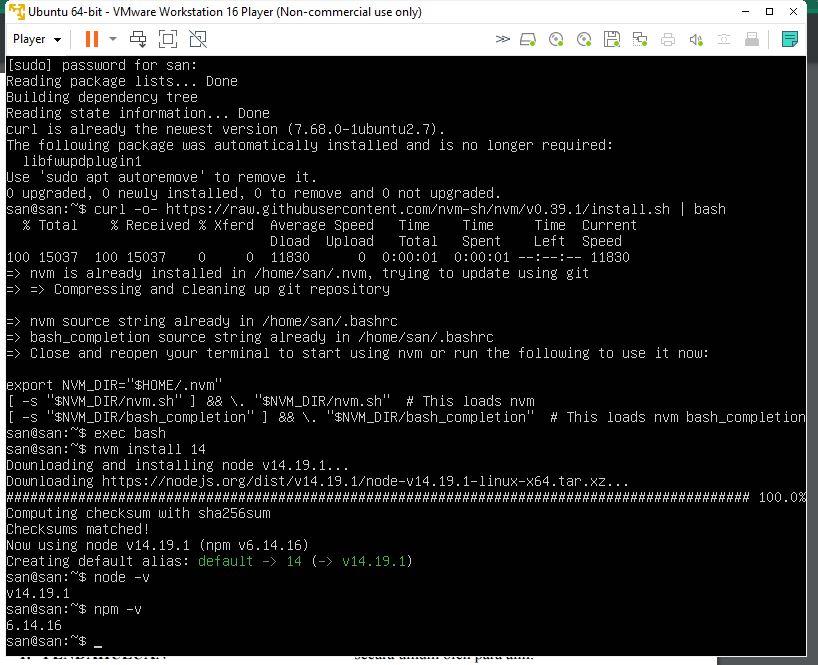 Ubuntu 64-bit - VMware Workstation 16 Player (Non-commercial use only)
Player
[sudo] password for san:
Reading package lists... Done
Building dependency tree
Reading state information... Done
curl is already the newest version (7.68.0-1ubuntu2.7).
The following package was automatically installed and is no longer required:
  libfwupdplugin1
Use 'sudo apt autoremove' to remove it.
0 upgraded, 0 newly installed, 0 to remove and 0 not upgraded.
san@san:~$ curl -o- https://raw.githubusercontent.com/nvm-sh/nvm/v0.39.1/install.sh | bash
  % Total    % Received % Xferd  Average Speed   Time    Time     Time  Current
                                 Dload  Upload   Total   Spent    Left  Speed
100 15037  100 15037    0     0  11830      0  0:00:01  0:00:01 --:--:-- 11830
=> nvm is already installed in /home/san/.nvm, trying to update using git
=> => Compressing and cleaning up git repository
=> nvm source string already in /home/san/.bashrc
=> bash_completion source string already in /home/san/.bashrc
=> Close and reopen your terminal to start using nvm or run the following to use it now:
export NVM_DIR="$HOME/.nvm"
[ -s "$NVM_DIR/nvm.sh" ] && \. "$NVM_DIR/nvm.sh"  # This loads nvm
[ -s "$NVM_DIR/bash_completion" ] && \. "$NVM_DIR/bash_completion"  # This loads nvm bash_completion
san@san:~$ exec bash
san@san:~$ nvm install 14
Downloading and installing node v14.19.1...
Downloading https://nodejs.org/dist/v14.19.1/node-v14.19.1-linux-x64.tar.xz...
############################################################################################# 100.0%
Computing checksum with sha256sum
Checksums matched!
Now using node v14.19.1 (npm v6.14.16)
Creating default alias: default -> 14 (-> v14.19.1)
san@san:~$ node -v
v14.19.1
san@san:~$ npm -v
6.14.16
san@san:~$ _